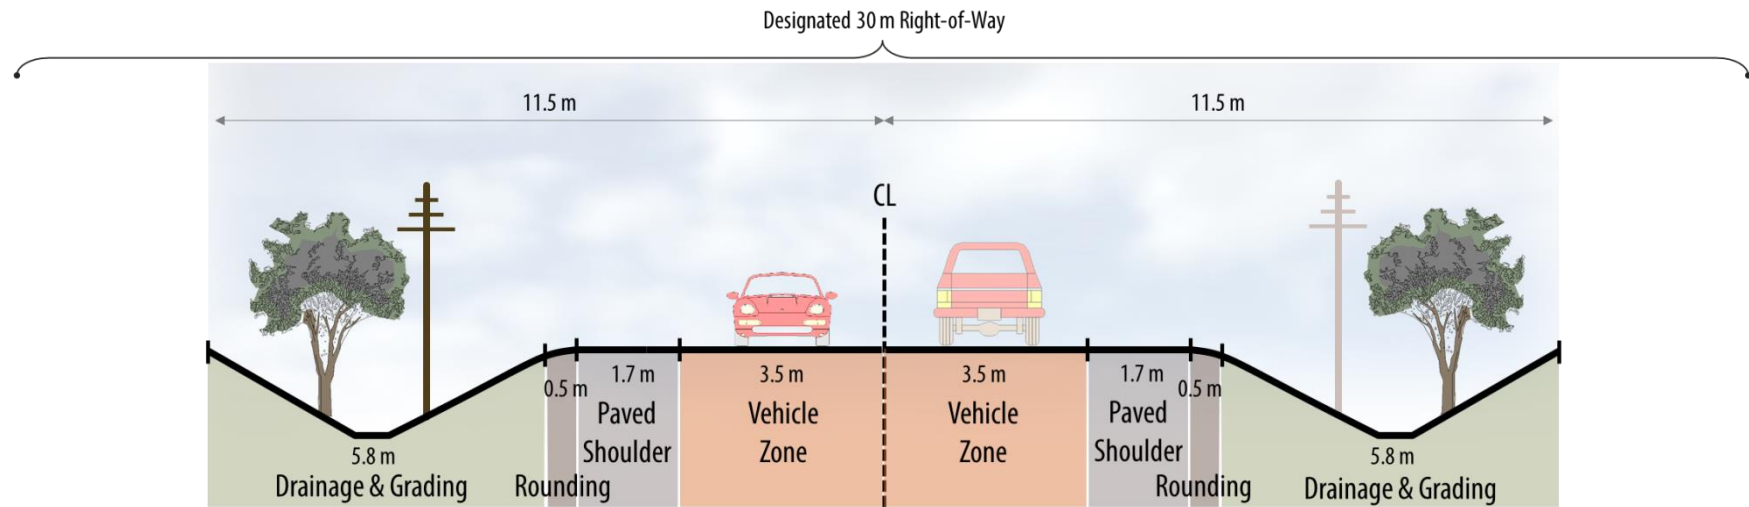 Designated 30 m Right-of-Way
11.5 m
11.5 m
CL
0.5 m
1.7 m
Paved
Shoulder
3.5 m
Vehicle
Zone
3.5 m
Vehicle
Zone
1.7 m
Paved
Shoulder
0.5 m
5.8 m
Drainage & Grading
Rounding
Rounding
5.8 m
Drainage & Grading